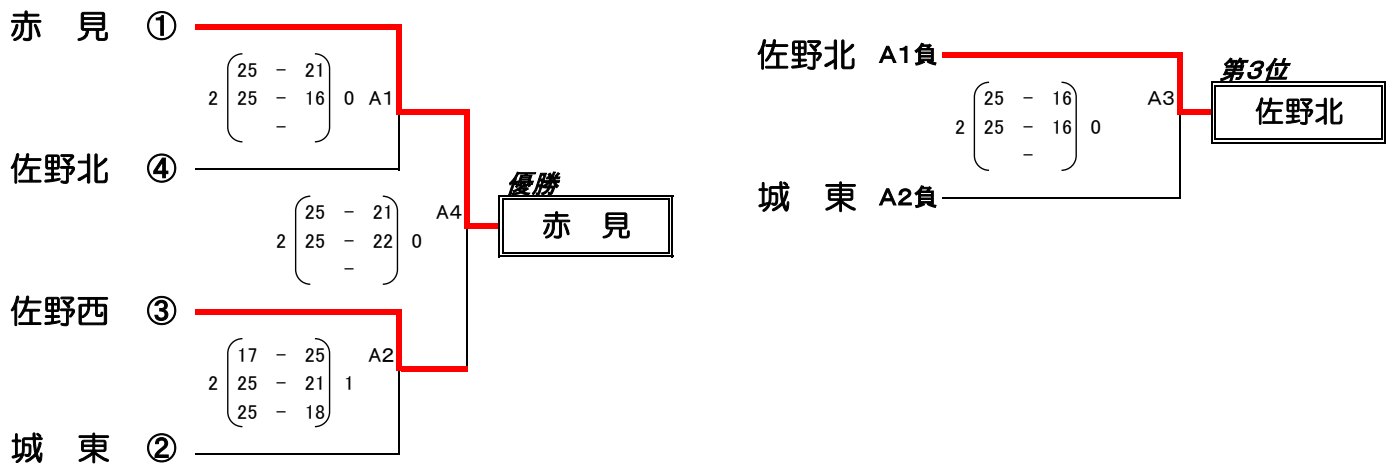 赤　見　①
25 － 21
2 25 － 16 0 A1
－
佐野北　④
25 － 21 A4
2 25 － 22 0
－
優勝
赤　見
佐野西　③
17 － 25 A2
2 25 － 21 1
25 － 18
城　東　②
佐野北 A1負
25 － 16 A3
2 25 － 16 0
－
第3位
佐野北
城　東 A2負